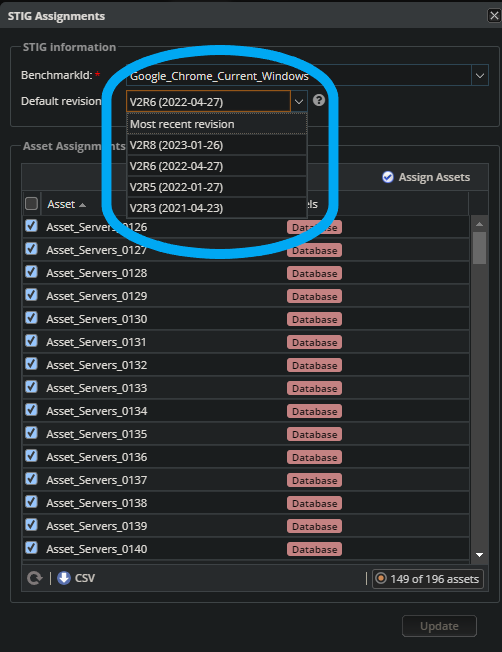 STIG Assignments
STIG information
BenchmarkId: * Google_Chrome_Current_Windows
Default revision V2R6 (2022-04-27)
Most recent revision
V2R8 (2023-01-26)
V2R6 (2022-04-27)
V2R5 (2022-01-27)
V2R3 (2021-04-23)
Asset Assignments
Assign Assets
Asset
Asset_Servers_0126 Database
Asset_Servers_0127 Database
Asset_Servers_0128 Database
Asset_Servers_0129 Database
Asset_Servers_0130 Database
Asset_Servers_0131 Database
Asset_Servers_0132 Database
Asset_Servers_0133 Database
Asset_Servers_0134 Database
Asset_Servers_0135 Database
Asset_Servers_0136 Database
Asset_Servers_0137 Database
Asset_Servers_0138 Database
Asset_Servers_0139 Database
Asset_Servers_0140 Database
CSV
149 of 196 assets
Update